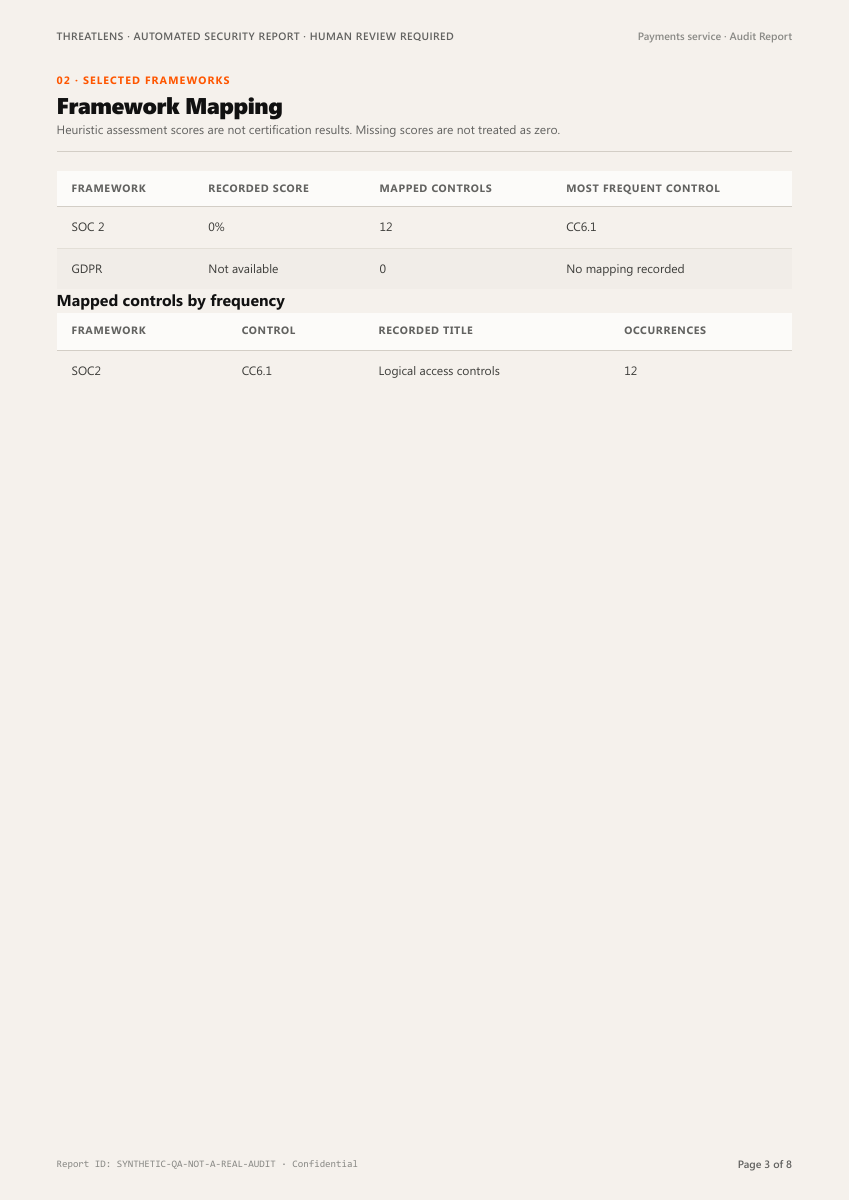 THREATLENS · AUTOMATED SECURITY REPORT · HUMAN REVIEW REQUIRED Payments service · Audit Report
02 · SELECTED FRAMEWORKS
Framework Mapping
Heuristic assessment scores are not certification results. Missing scores are not treated as zero.
FRAMEWORK RECORDED SCORE MAPPED CONTROLS MOST FREQUENT CONTROL
SOC 2 0% 12 CC6.1
GDPR Not available 0 No mapping recorded
Mapped controls by frequency
FRAMEWORK CONTROL RECORDED TITLE OCCURRENCES
SOC2 CC6.1 Logical access controls 12
Report ID: SYNTHETIC-QA-NOT-A-REAL-AUDIT · Confidential Page 3 of 8